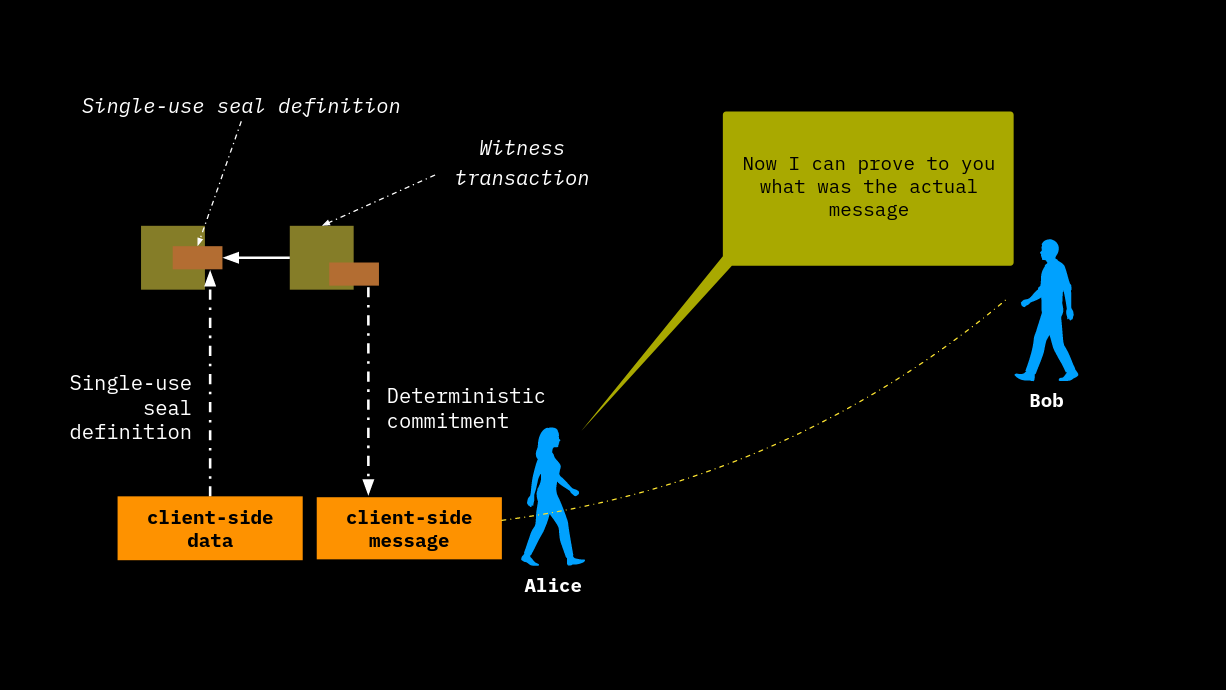 Single-use seal definition
Witness
transaction
Now I can prove to you
what was the actual
message
Single-use
seal
definition
Deterministic
commitment
Bob
client-side
data
client-side
message
Alice